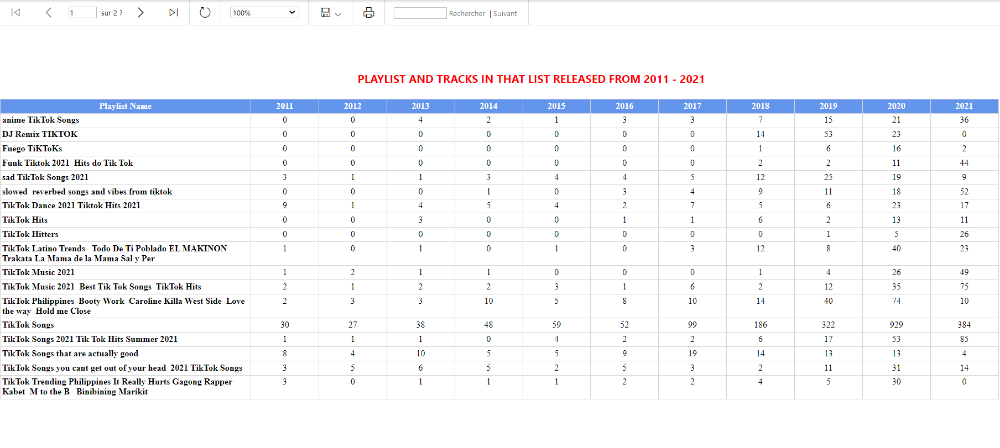 1 sur 2 ? 100% Rechercher | Suivant
PLAYLIST AND TRACKS IN THAT LIST RELEASED FROM 2011 - 2021
Playlist Name 2011 2012 2013 2014 2015 2016 2017 2018 2019 2020 2021
anime TikTok Songs 0 0 4 2 1 3 3 7 15 21 36
DJ Remix TIKTOK 0 0 0 0 0 0 0 14 53 23 0
Fuego TiKToKs 0 0 0 0 0 0 0 1 6 16 2
Funk Tiktok 2021  Hits do Tik Tok 0 0 0 0 0 0 0 2 2 11 44
sad TikTok Songs 2021 3 1 1 3 4 4 5 12 25 19 9
slowed  reverbed songs and vibes from tiktok 0 0 0 1 0 3 4 9 11 18 52
TikTok Dance 2021 Tiktok Hits 2021 9 1 4 5 4 2 7 5 6 23 17
TikTok Hits 0 0 3 0 0 1 1 6 2 13 11
TikTok Hitters 0 0 0 0 0 0 0 0 1 5 26
TikTok Latino Trends   Todo De Ti Poblado EL MAKINON 1 0 1 0 1 0 3 12 8 40 23
Trakata La Mama de la Mama Sal y Per
TikTok Music 2021 1 2 1 1 0 0 0 1 4 26 49
TikTok Music 2021  Best Tik Tok Songs  TikTok Hits 2 1 2 2 3 1 6 2 12 35 75
TikTok Philippines  Booty Work  Caroline Killa West Side  Love 2 3 3 10 5 8 10 14 40 74 10
the way  Hold me Close
TikTok Songs 30 27 38 48 59 52 99 186 322 929 384
TikTok Songs 2021 Tik Tok Hits Summer 2021 1 1 1 0 4 2 2 6 17 53 85
TikTok Songs that are actually good 8 4 10 5 5 9 19 14 13 13 4
TikTok Songs you cant get out of your head  2021 TikTok Songs 3 5 6 5 2 5 3 2 11 31 14
TikTok Trending Philippines It Really Hurts Gagong Rapper 3 0 1 1 1 2 2 4 5 30 0
Kabet  M to the B   Binibining Marikit